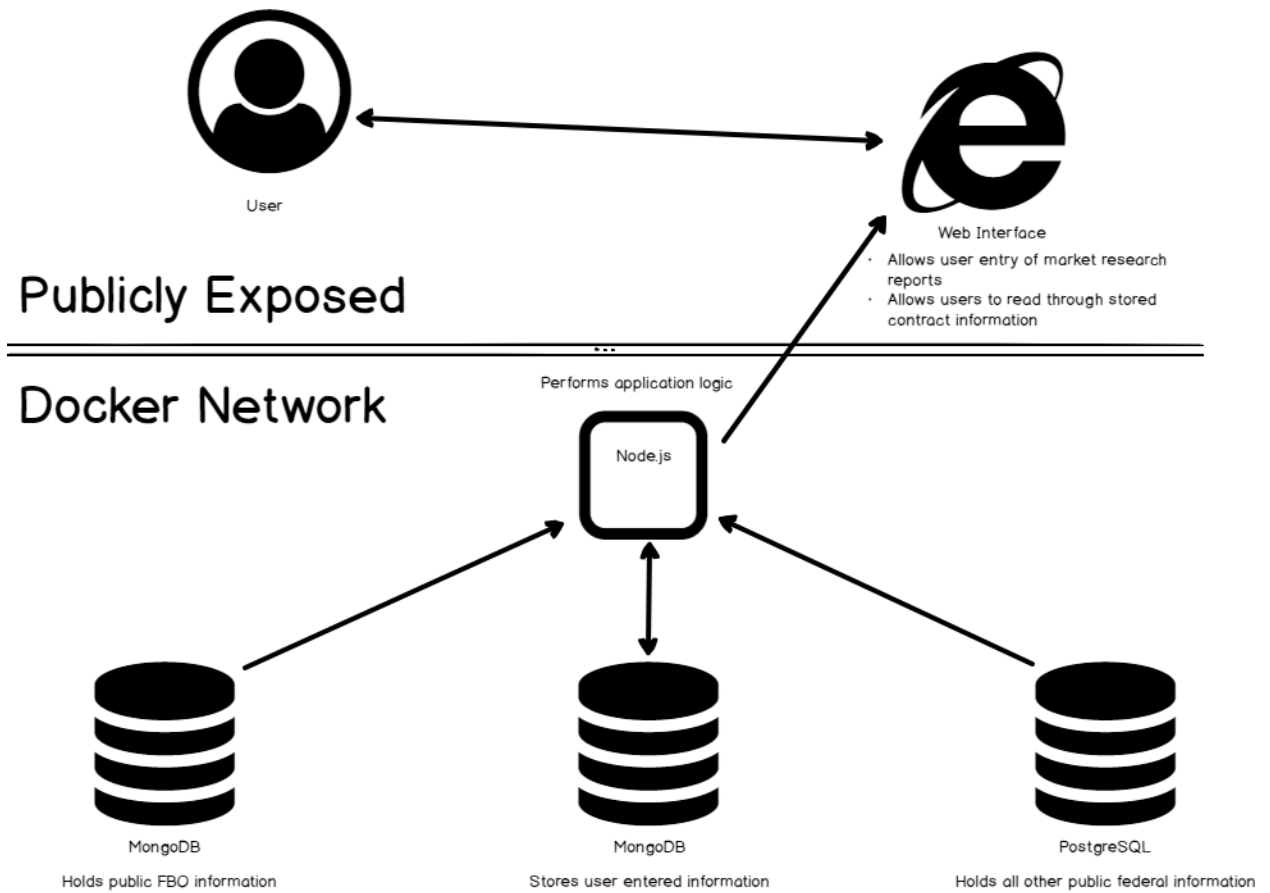 User
Web Interface
· Allows user entry of market research
reports
· Allows users to read through stored
contract information
Publicly Exposed
Docker Network
Performs application logic
Node.js
MongoDB
Holds public FBO information
MongoDB
Stores user entered information
PostgreSQL
Holds all other public federal information